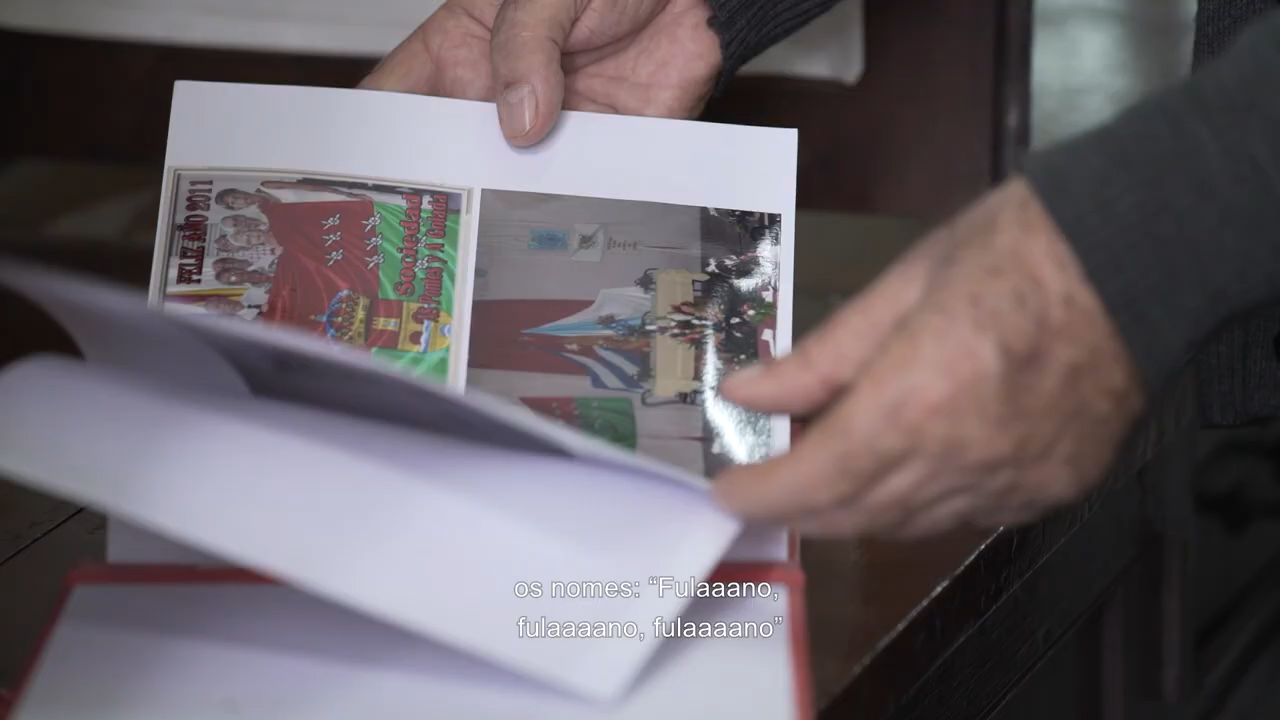 FELIZ AÑO 2011
Sociedad
os nomes: “Fulaaano,
fulaaaano, fulaaaano”